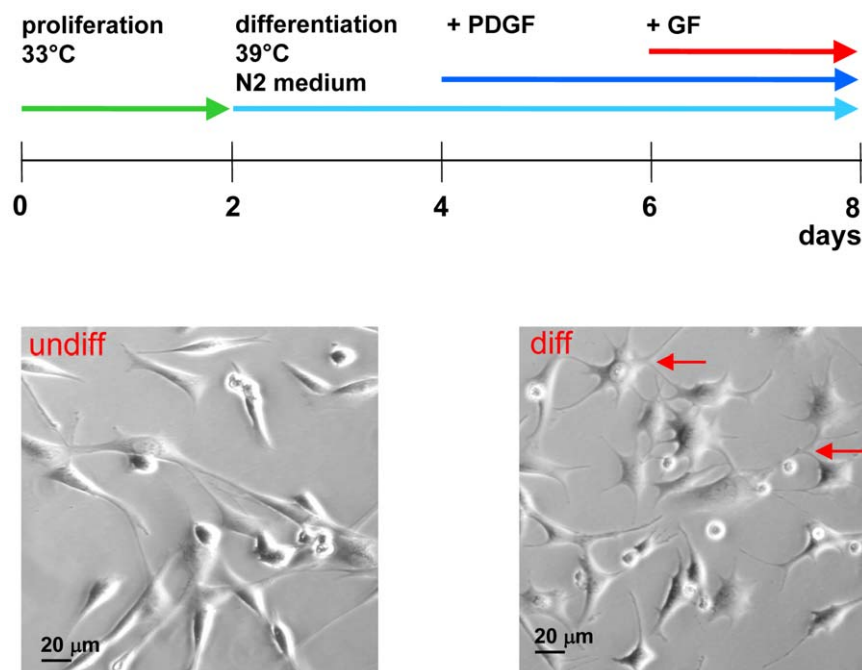 proliferation
33°C
differentiation
39°C
N2 medium
+ PDGF
+ GF
0
2
4
6
8
days
undiff
20 µm
diff
20 µm